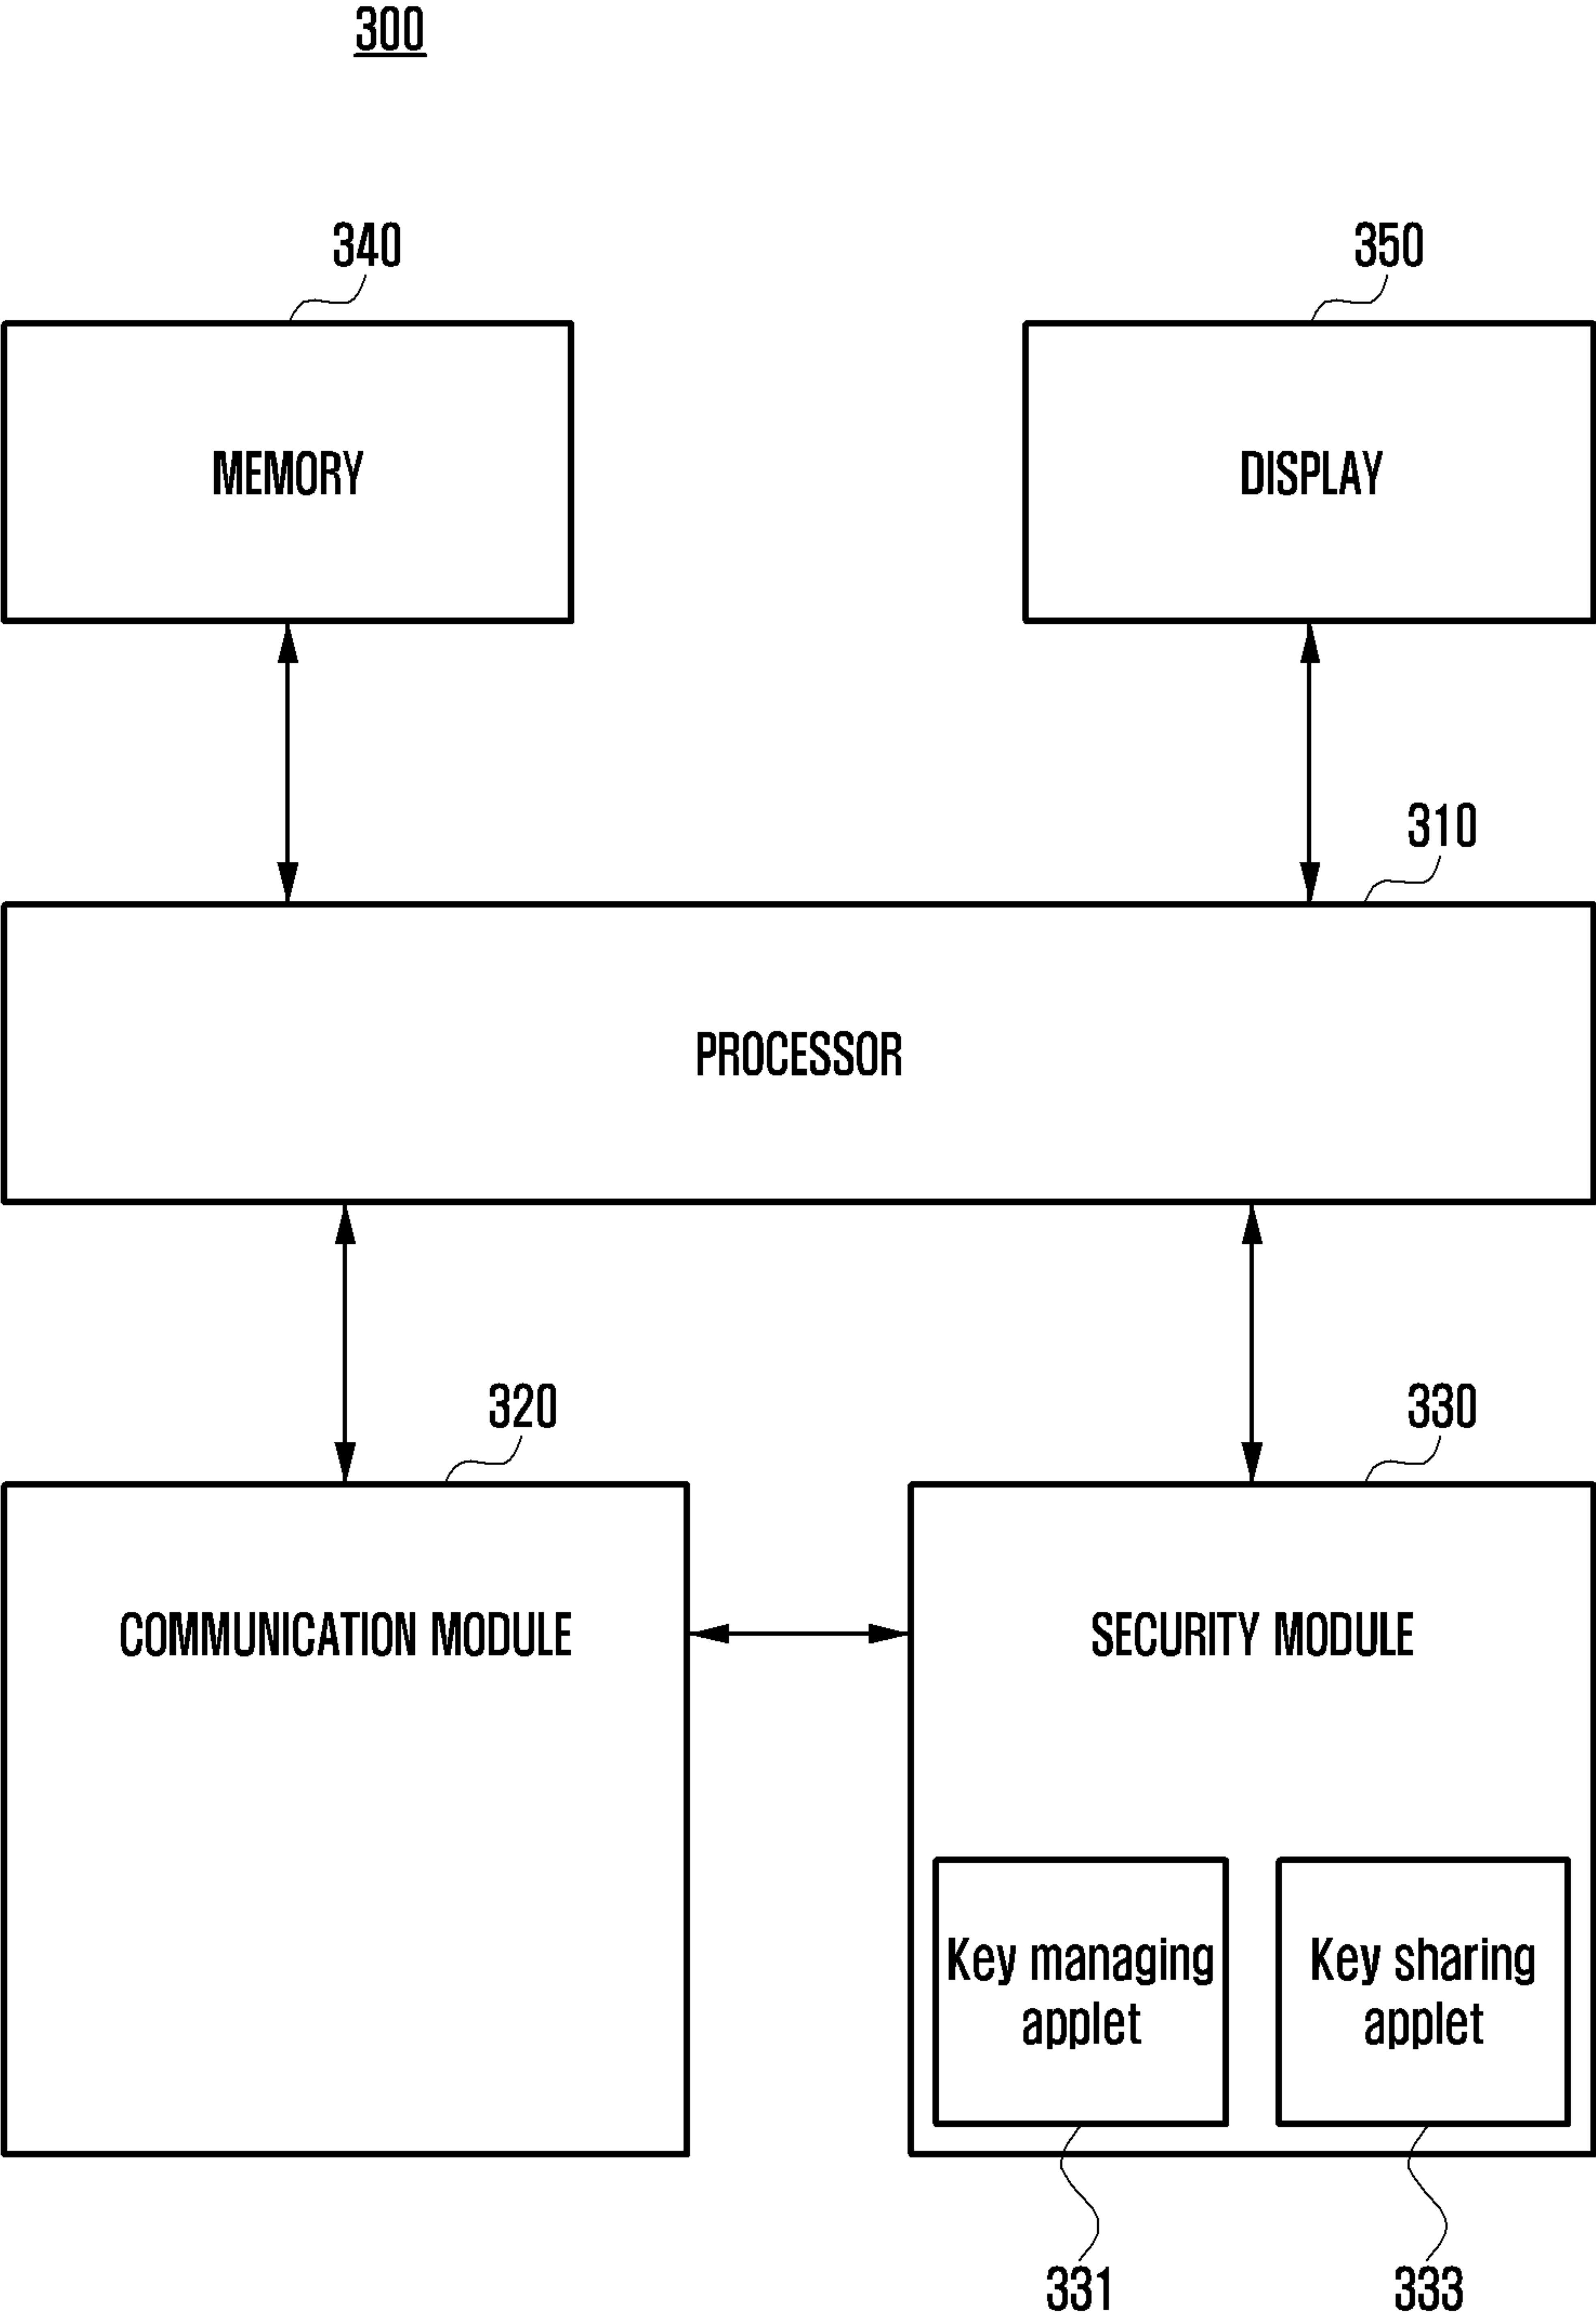 300
340
350
MEMORY
DISPLAY
310
PROCESSOR
320
330
COMMUNICATION MODULE
SECURITY MODULE
Key managing
applet
Key sharing
applet
331
333